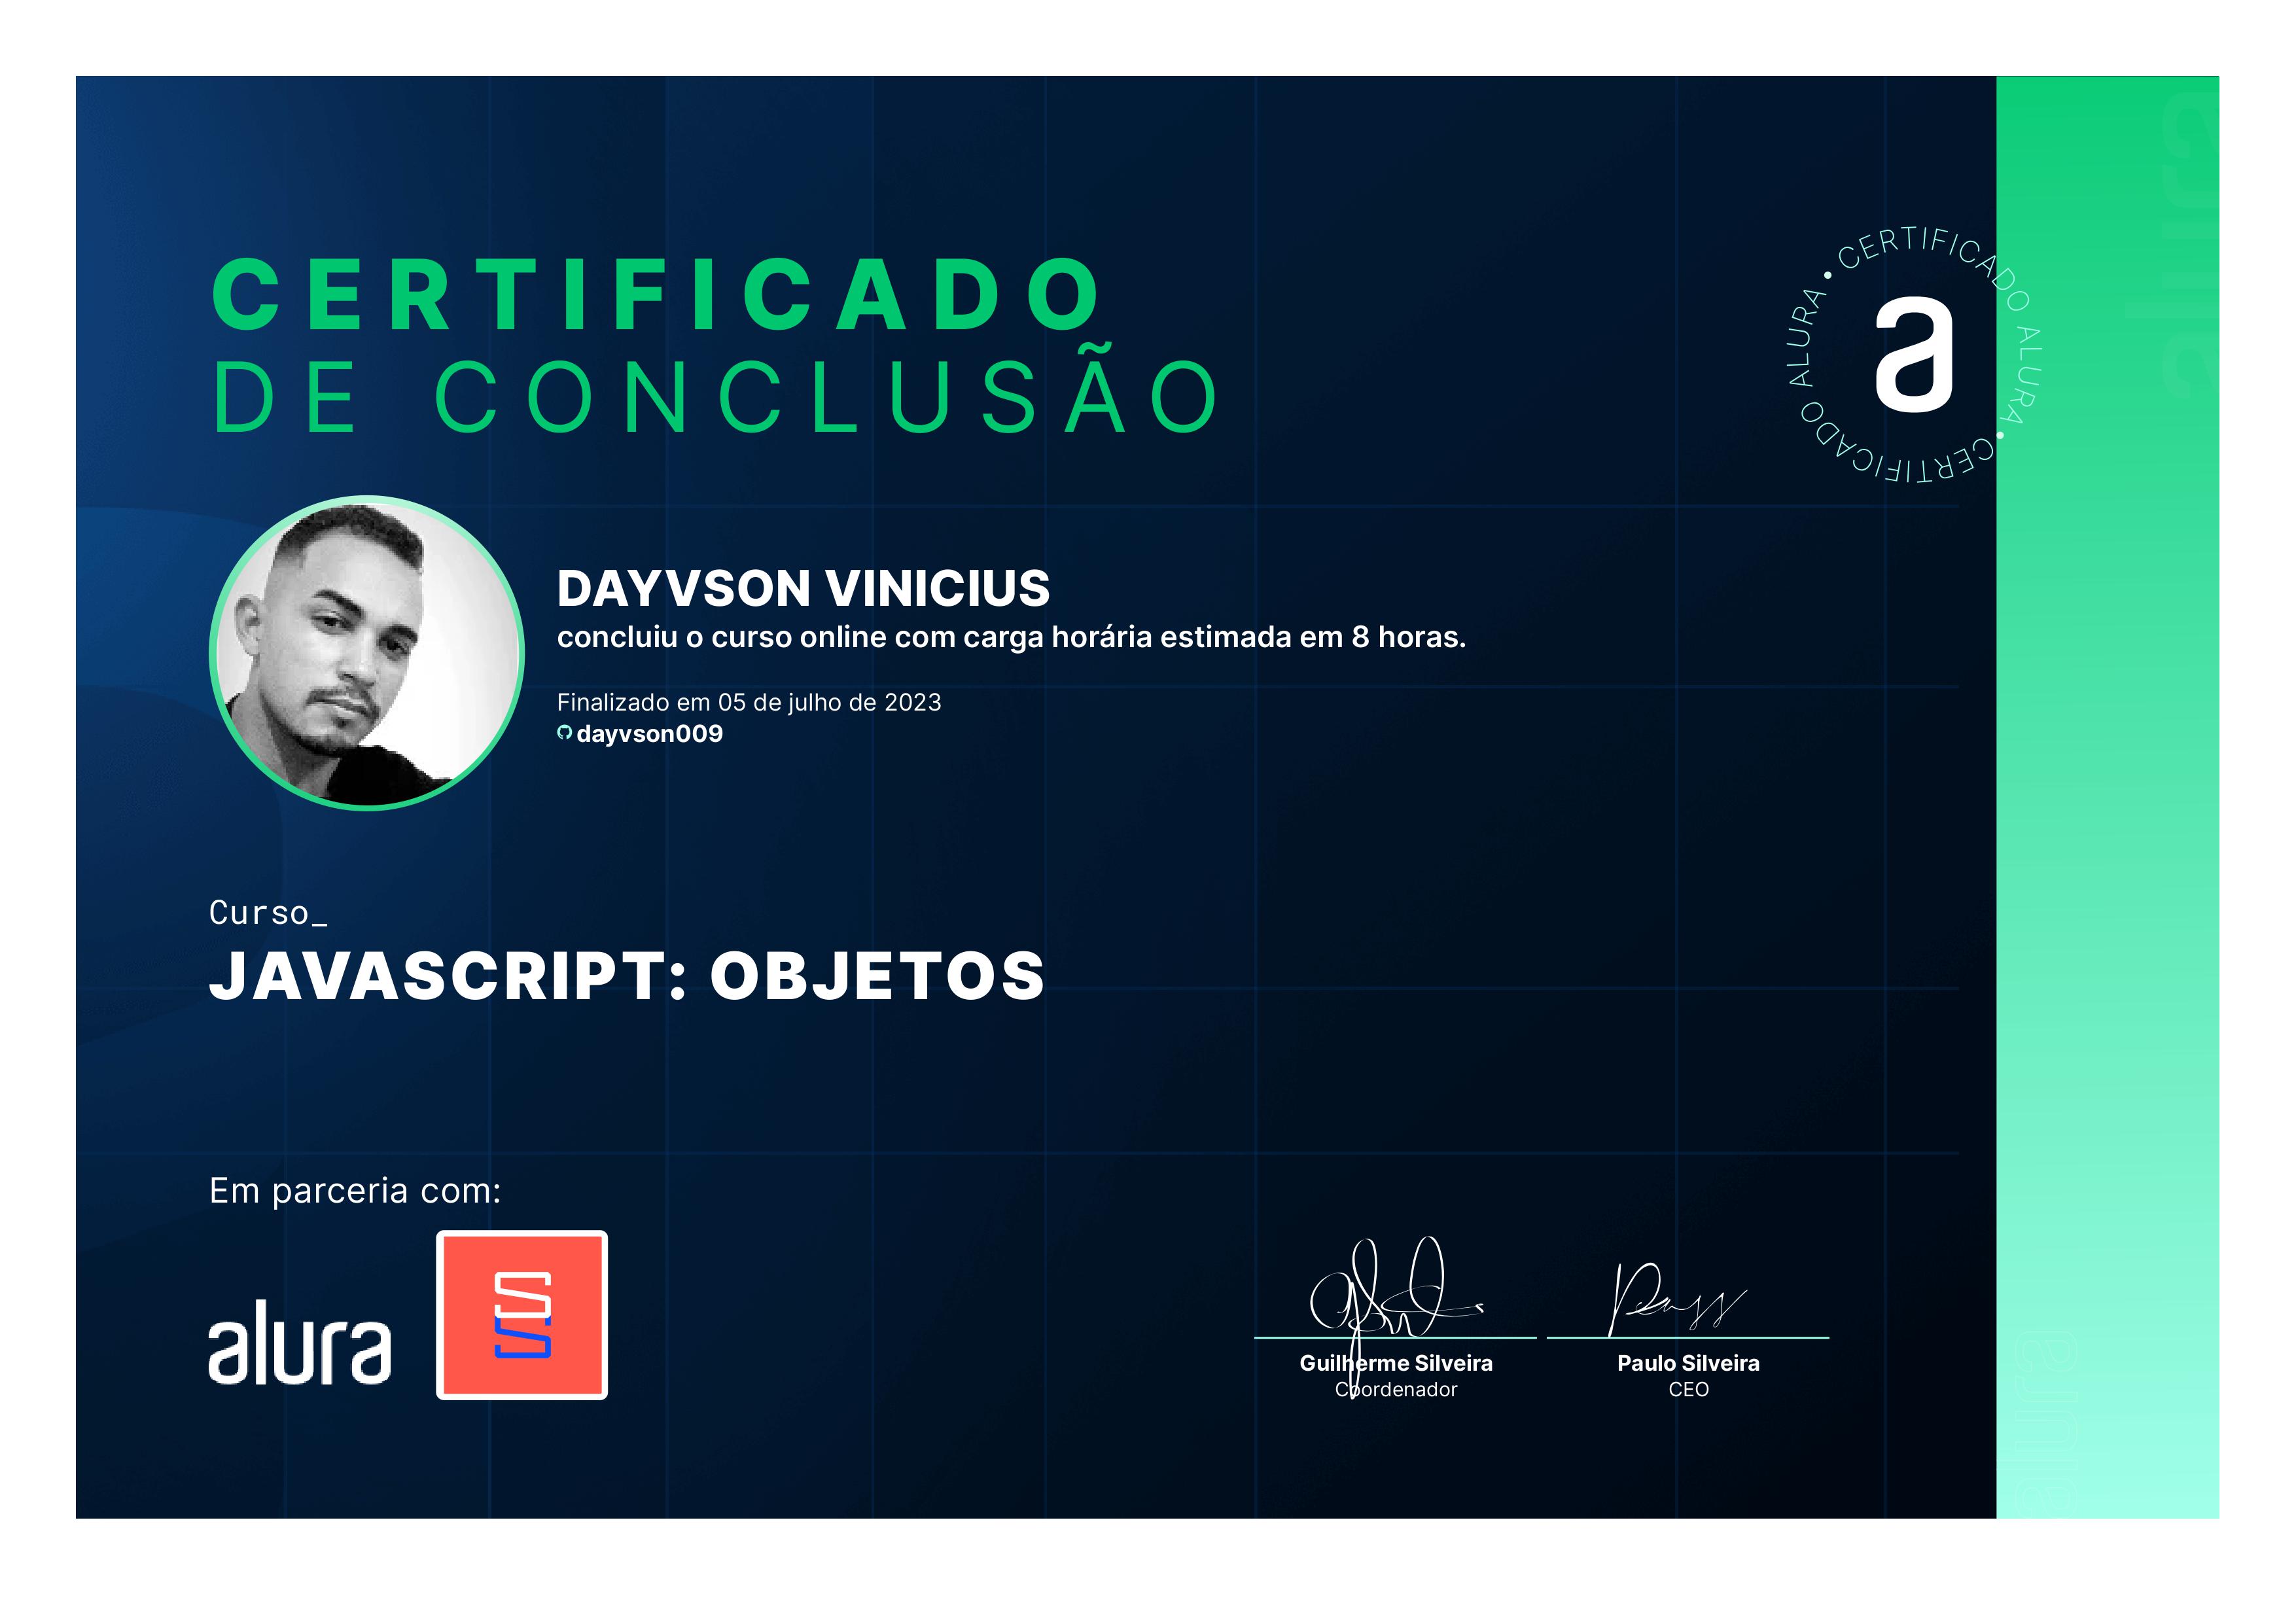 CERTIFICADO
DE CONCLUSÃO
CERTIFICADO ALURA • CERTIFICADO ALURA •
a
DAYVSON VINICIUS
concluiu o curso online com carga horária estimada em 8 horas.
Finalizado em 05 de julho de 2023
dayvson009
Curso_
JAVASCRIPT: OBJETOS
Em parceria com:
alura
Guilherme Silveira
Coordenador
Paulo Silveira
CEO
alura
alura